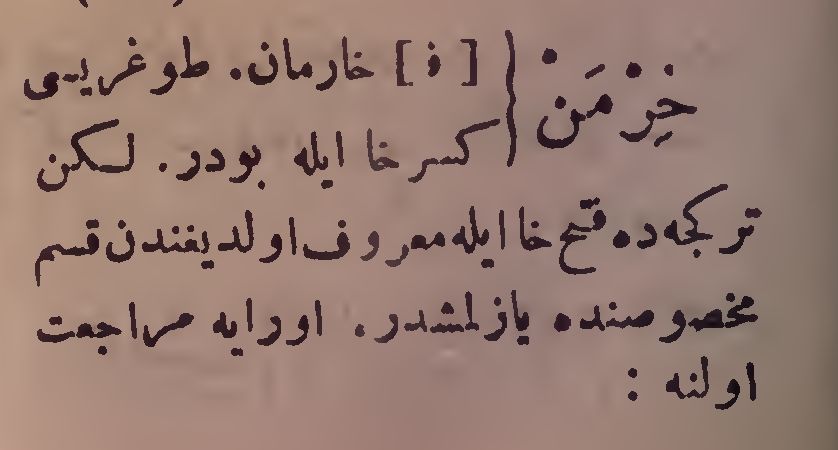 خِرْمَنْ { [ ف ] خارمان. طوغریسی
کسر خا ایله بودر. لکن
ترکجه‌ده فتح خا ایله معروف اولدیغندن قسم
مخصوصنده یازلمشدر. اورایه مراجعت
اولنه :